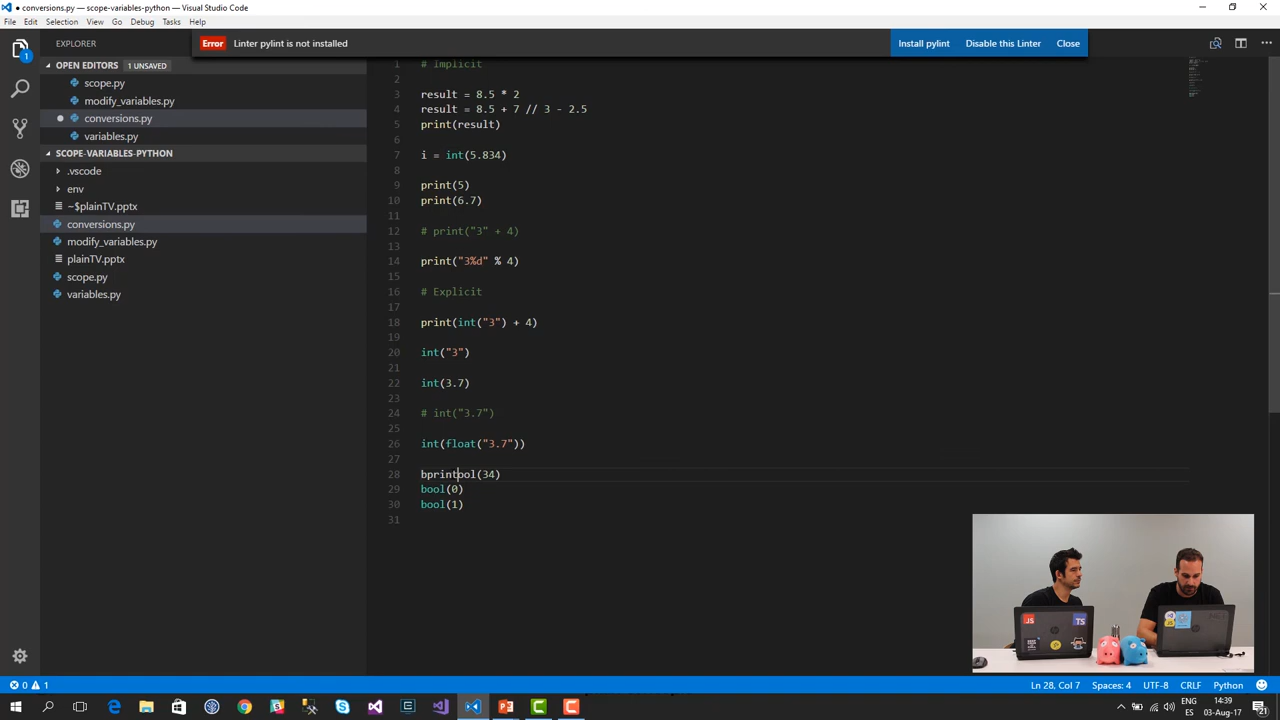 conversions.py — scope-variables-python — Visual Studio Code
File Edit Selection View Go Debug Tasks Help
EXPLORER
Error Linter pylint is not installed
Install pylint Disable this Linter Close
OPEN EDITORS 1 UNSAVED
scope.py
modify_variables.py
conversions.py
variables.py
SCOPE-VARIABLES-PYTHON
.vscode
env
~$plainTV.pptx
conversions.py
modify_variables.py
plainTV.pptx
scope.py
variables.py
1 # Implicit
2
3 result = 8.5 * 2
4 result = 8.5 + 7 // 3 - 2.5
5 print(result)
6
7 i = int(5.834)
8
9 print(5)
10 print(6.7)
11
12 # print("3" + 4)
13
14 print("3%d" % 4)
15
16 # Explicit
17
18 print(int("3") + 4)
19
20 int("3")
21
22 int(3.7)
23
24 # int("3.7")
25
26 int(float("3.7"))
27
28 bprintool(34)
29 bool(0)
30 bool(1)
31
JS
TS
0 1
Ln 28, Col 7 Spaces: 4 UTF-8 CRLF Python
ENG
ES
14:39
03-Aug-17
21